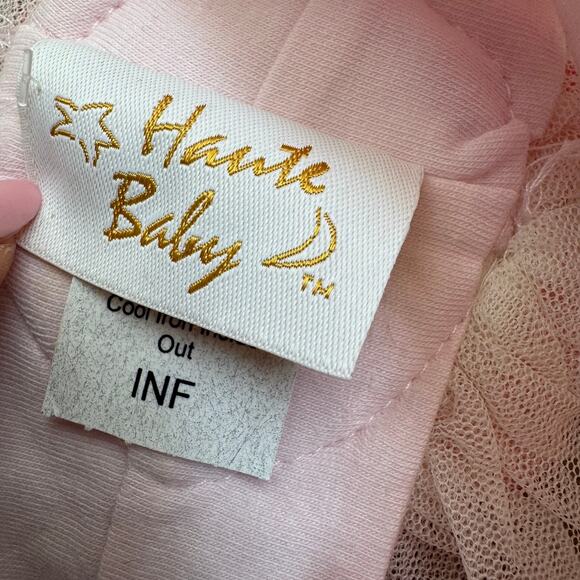 Haute
Baby
TM
Cool Iron
Out
INF